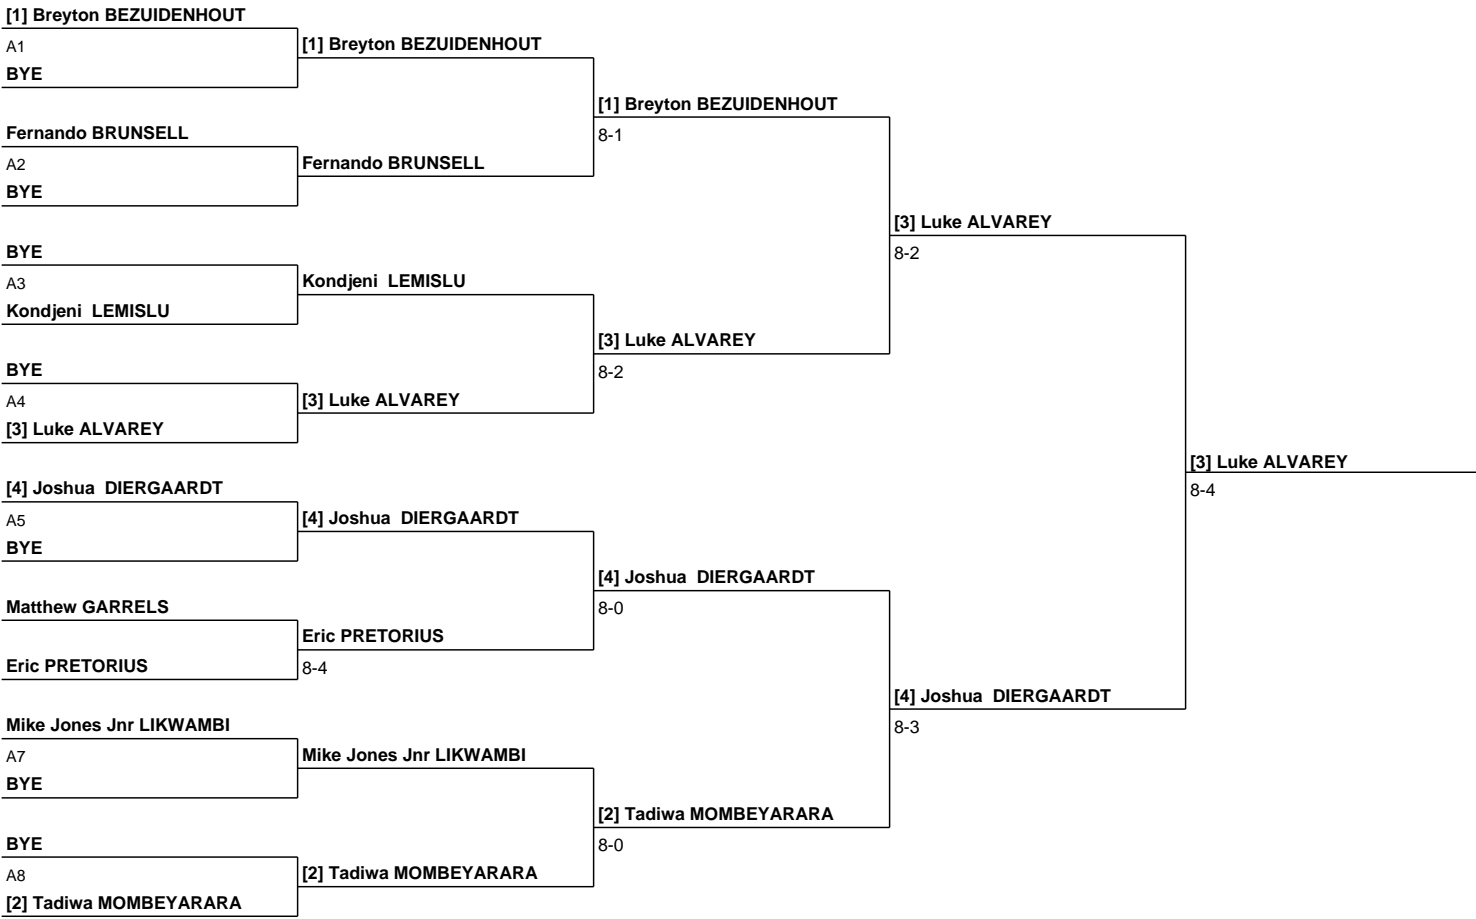 [1] Breyton BEZUIDENHOUT
A1
BYE
Fernando BRUNSELL
A2
BYE
BYE
A3
Kondjeni  LEMISLU
BYE
A4
[3] Luke ALVAREY
[4] Joshua  DIERGAARDT
A5
BYE
Matthew GARRELS
Eric PRETORIUS
Mike Jones Jnr LIKWAMBI
A7
BYE
BYE
A8
[2] Tadiwa MOMBEYARARA
[1] Breyton BEZUIDENHOUT
Fernando BRUNSELL
Kondjeni  LEMISLU
[3] Luke ALVAREY
[4] Joshua  DIERGAARDT
Eric PRETORIUS
8-4
Mike Jones Jnr LIKWAMBI
[2] Tadiwa MOMBEYARARA
[1] Breyton BEZUIDENHOUT
8-1
[3] Luke ALVAREY
8-2
[4] Joshua  DIERGAARDT
8-0
[2] Tadiwa MOMBEYARARA
8-0
[3] Luke ALVAREY
8-2
[4] Joshua  DIERGAARDT
8-3
[3] Luke ALVAREY
8-4